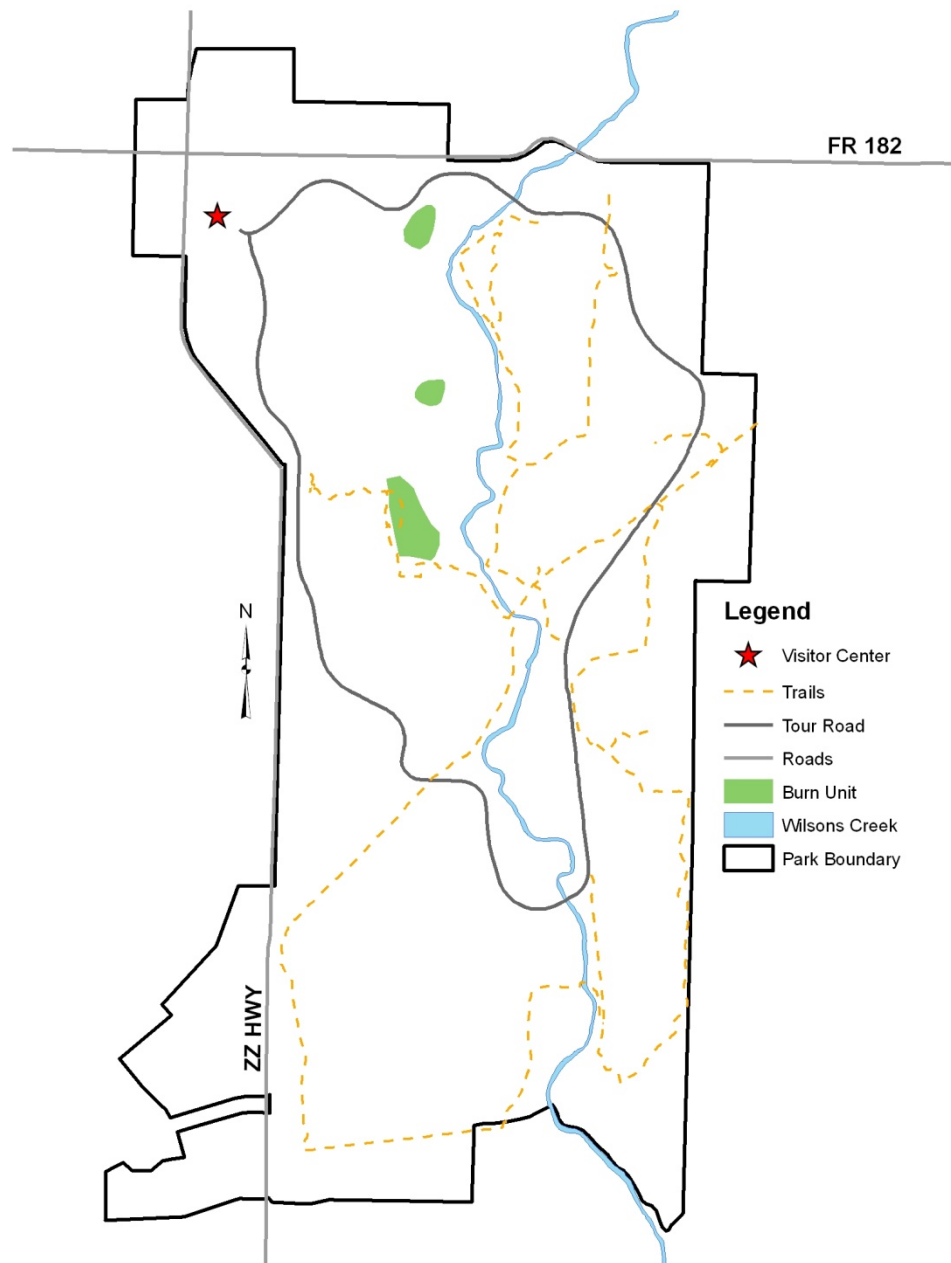 FR 182
N
Legend
Visitor Center
Trails
Tour Road
Roads
Burn Unit
Wilsons Creek
Park Boundary
ZZ HWY